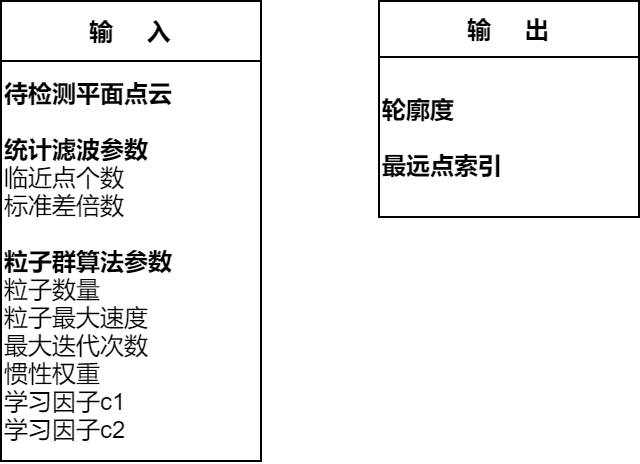 输 入
待检测平面点云
统计滤波参数
临近点个数
标准差倍数
粒子群算法参数
粒子数量
粒子最大速度
最大迭代次数
惯性权重
学习因子c1
学习因子c2
输 出
轮廓度
最远点索引